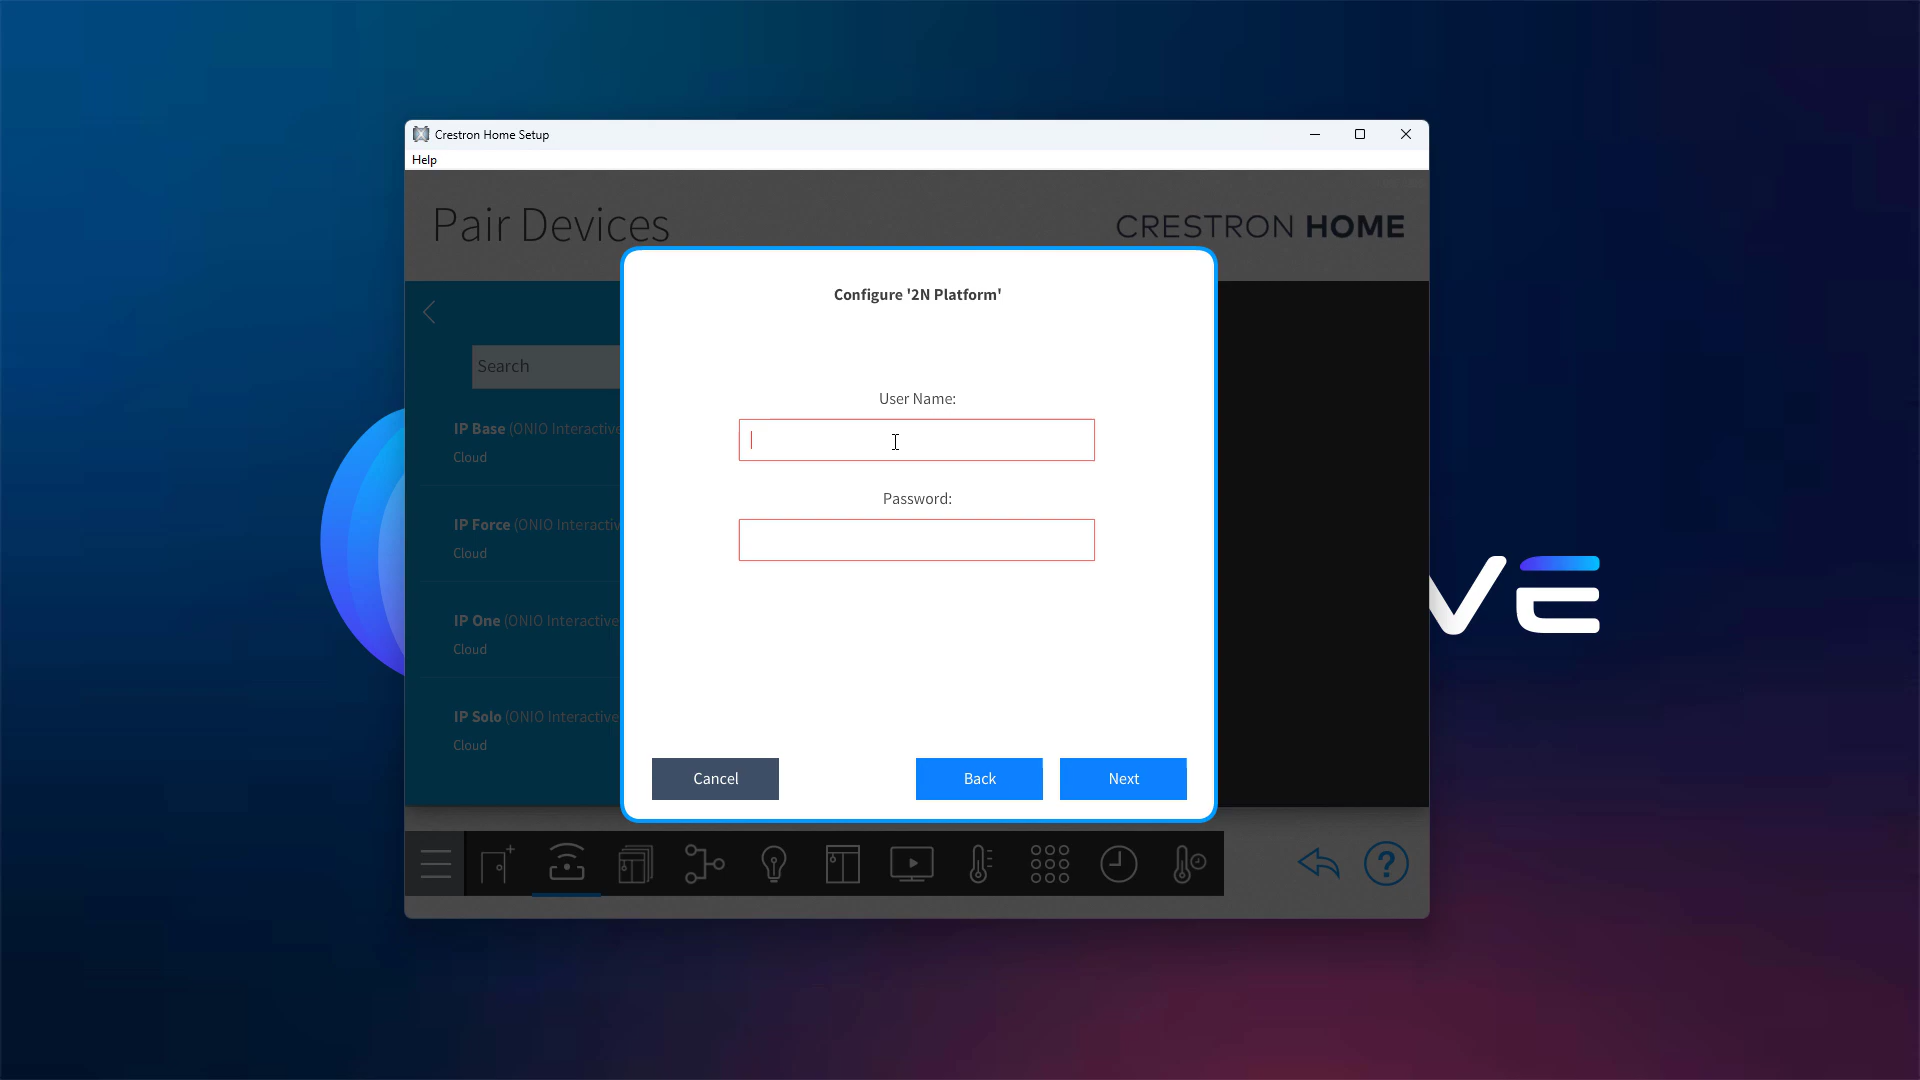 Crestron Home Setup
Help
Pair Devices
CRESTRON HOME
Configure '2N Platform'
Search
User Name:
IP Base (ONIO Interactive
Cloud
Password:
IP Force (ONIO Interactiv
Cloud
IP One (ONIO Interactive
Cloud
VE
IP Solo (ONIO Interactive
Cloud
Cancel
Back
Next
?